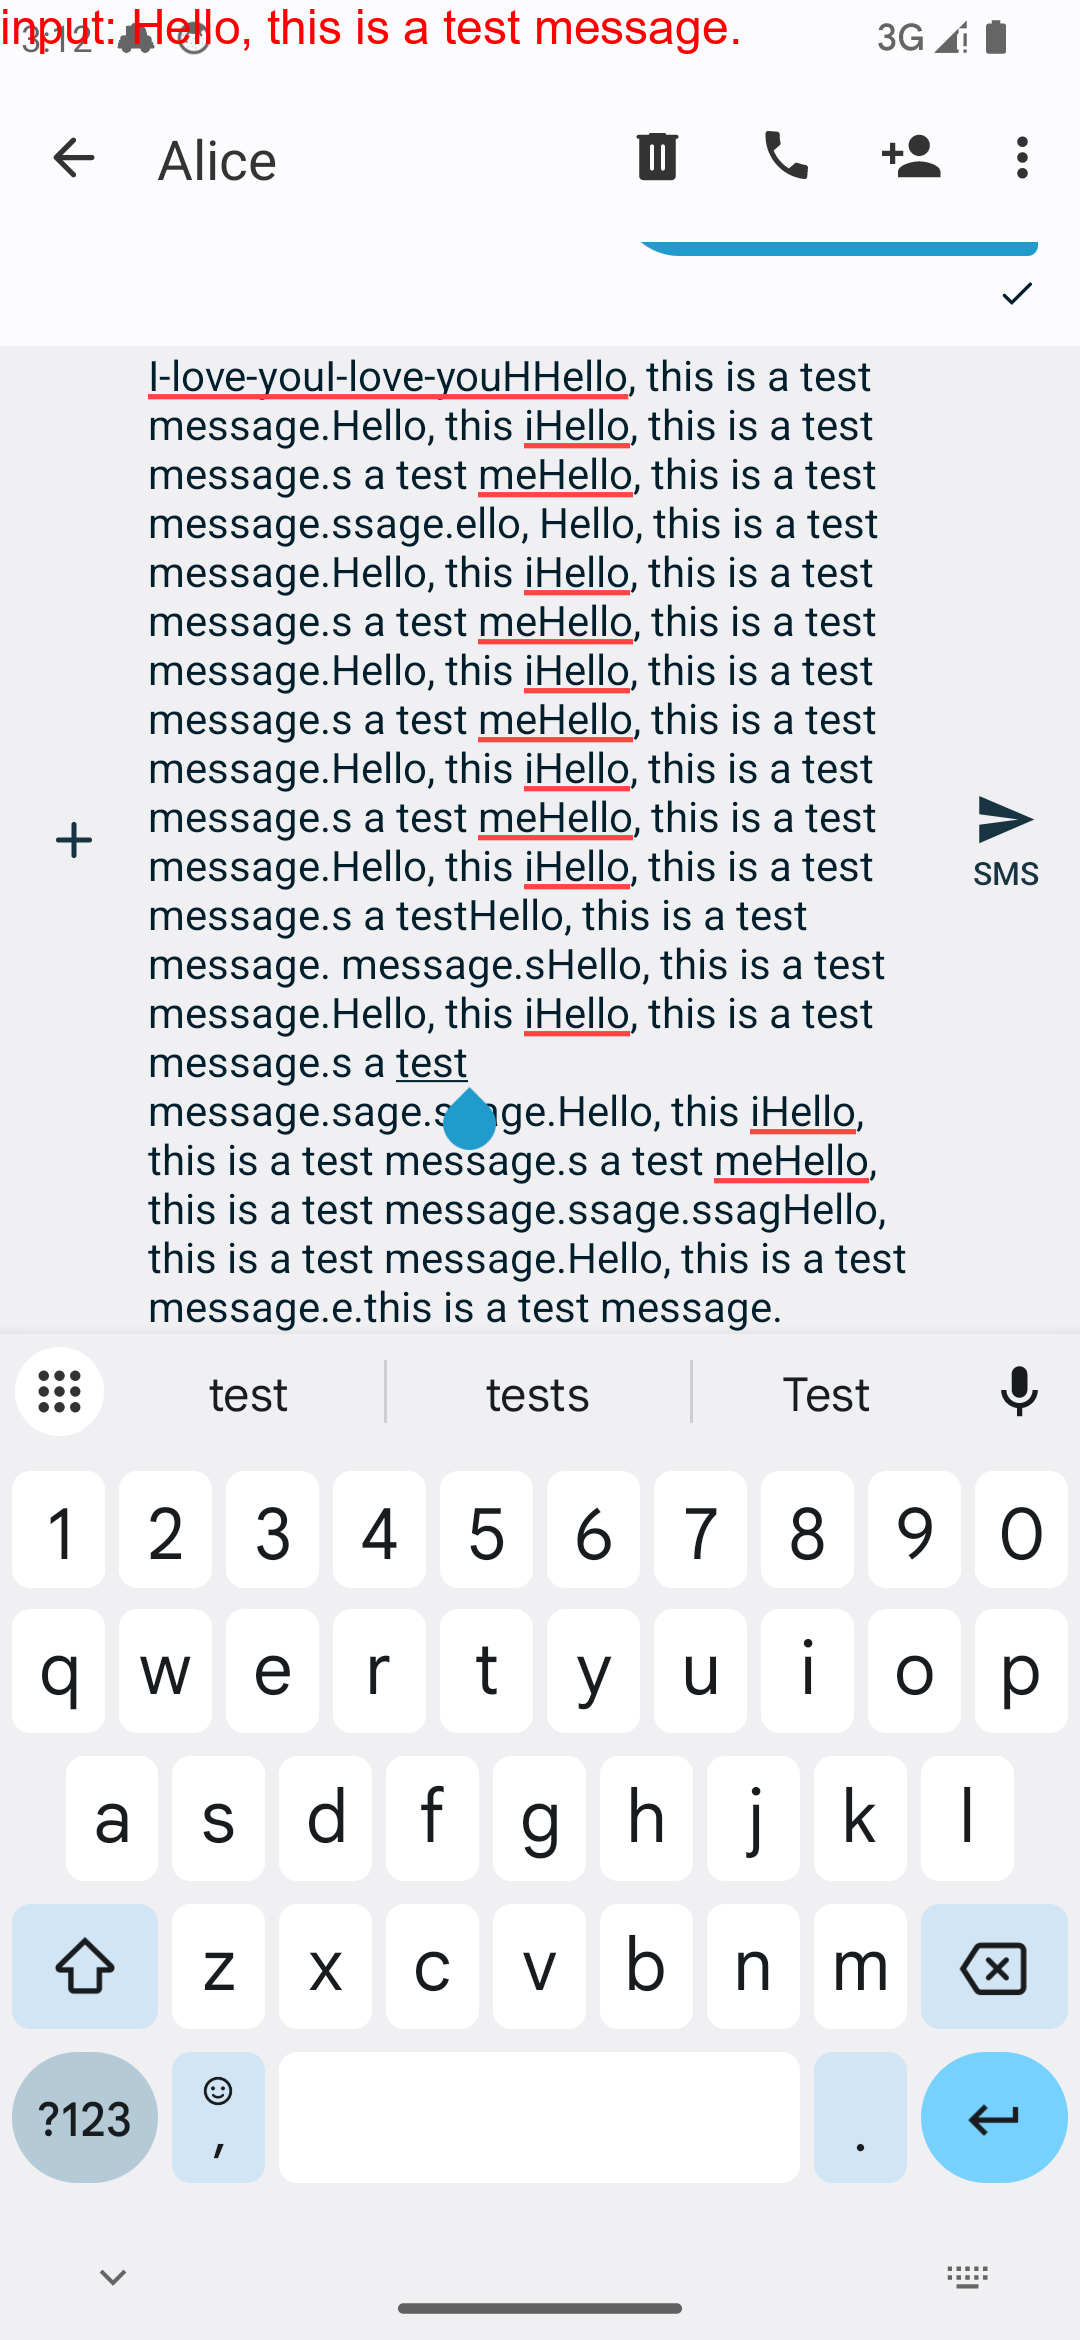 input: Hello, this is a test message.
3:12
3G
Alice
I-love-youI-love-youHHello, this is a test
message.Hello, this iHello, this is a test
message.s a test meHello, this is a test
message.ssage.ello, Hello, this is a test
message.Hello, this iHello, this is a test
message.s a test meHello, this is a test
message.Hello, this iHello, this is a test
message.s a test meHello, this is a test
message.Hello, this iHello, this is a test
message.s a test meHello, this is a test
message.Hello, this iHello, this is a test
message.s a testHello, this is a test
message. message.sHello, this is a test
message.Hello, this iHello, this is a test
message.s a test
message.sage.ssage.Hello, this iHello,
this is a test message.s a test meHello,
this is a test message.ssage.ssagHello,
this is a test message.Hello, this is a test
message.e.this is a test message.
SMS
test tests Test
1 2 3 4 5 6 7 8 9 0
q w e r t y u i o p
a s d f g h j k l
z x c v b n m
?123 , .